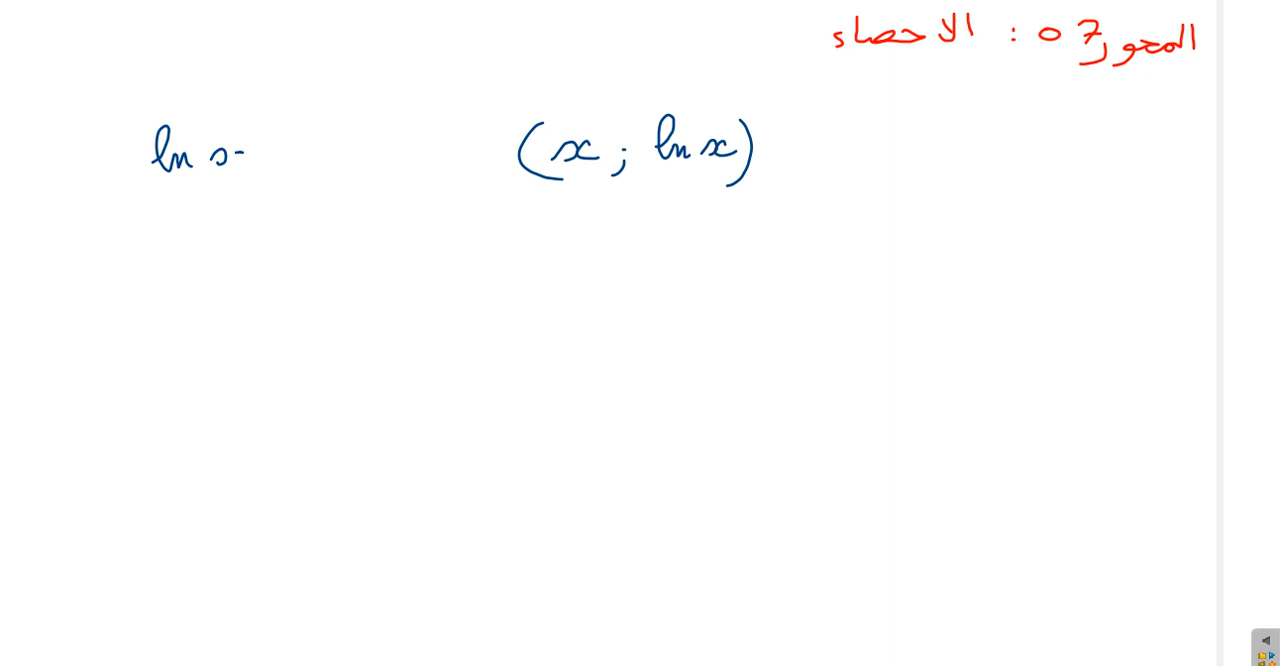 المحور 07 : الاحصاء
ln x (x ; ln x)